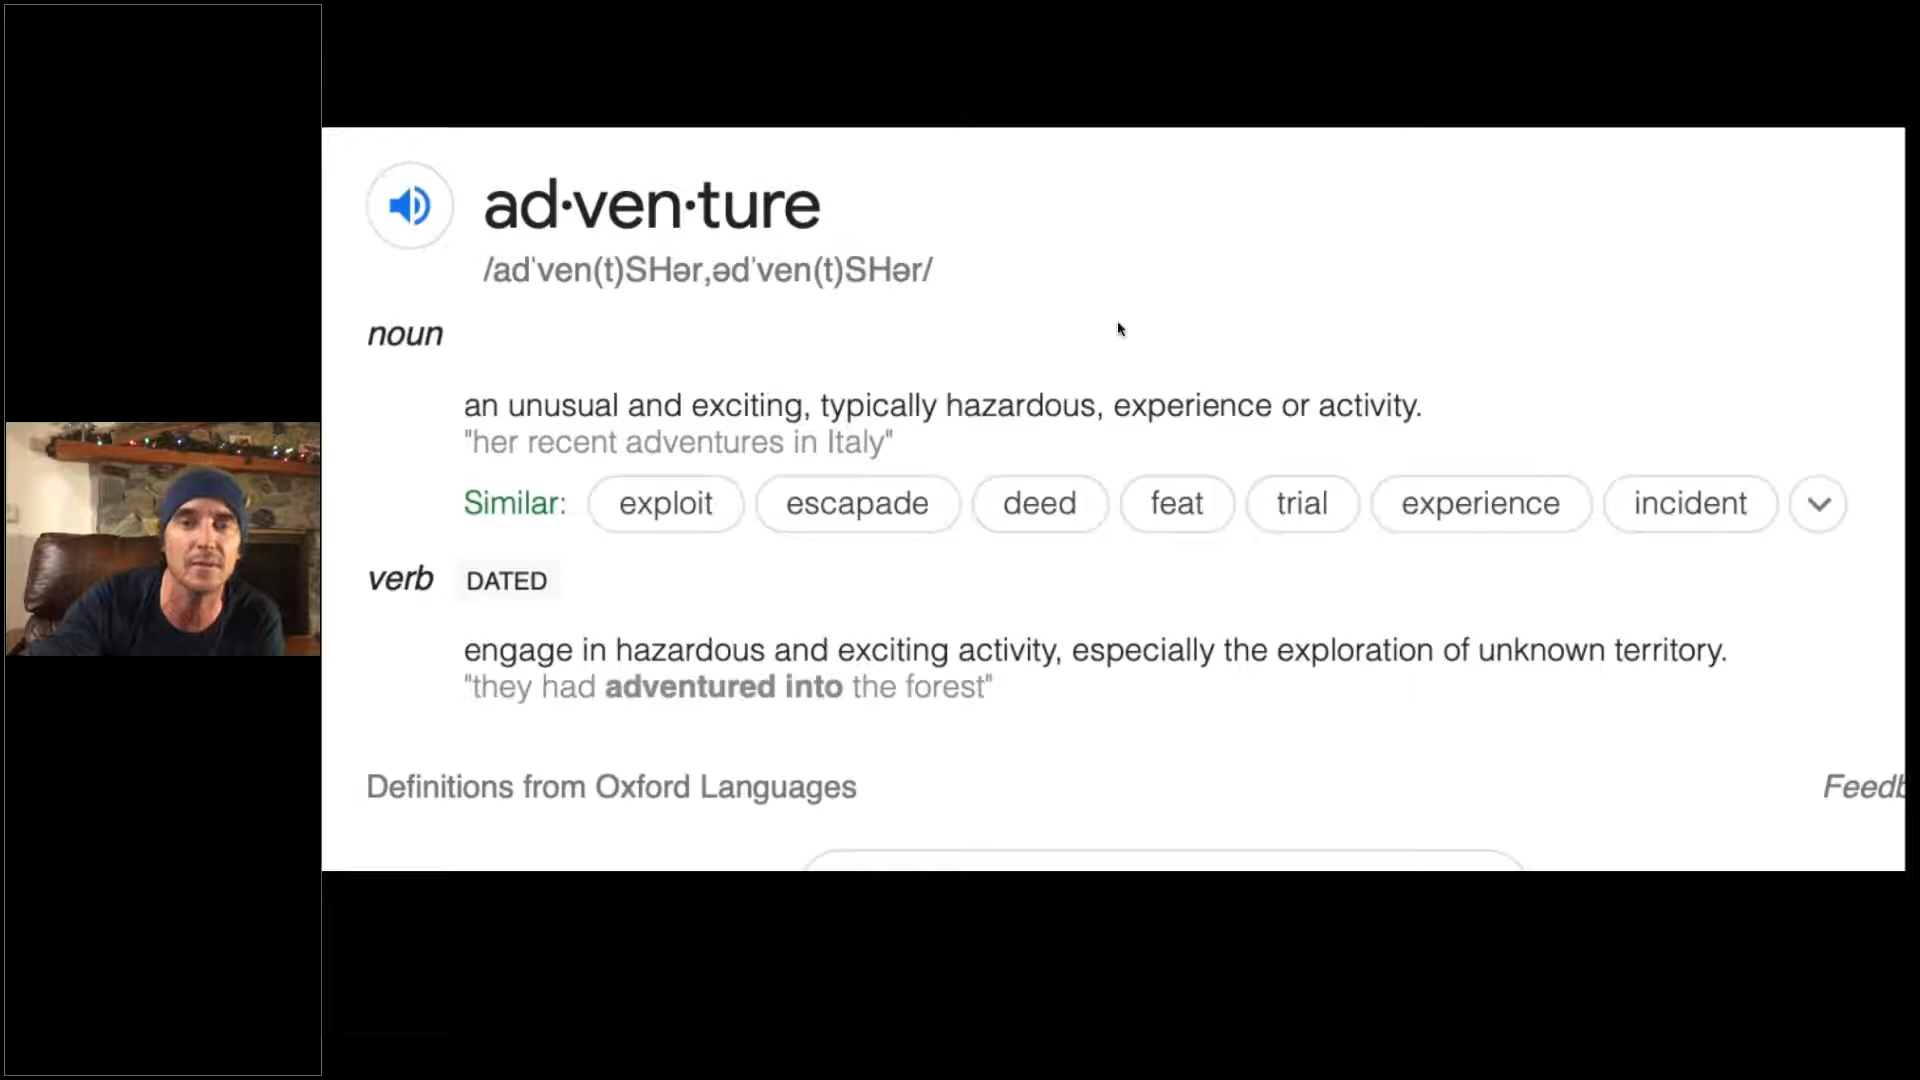 ad·ven·ture
/adˈven(t)SHər,ədˈven(t)SHər/
noun
an unusual and exciting, typically hazardous, experience or activity.
"her recent adventures in Italy"
Similar: exploit escapade deed feat trial experience incident
verb DATED
engage in hazardous and exciting activity, especially the exploration of unknown territory.
"they had adventured into the forest"
Definitions from Oxford Languages
Feedb